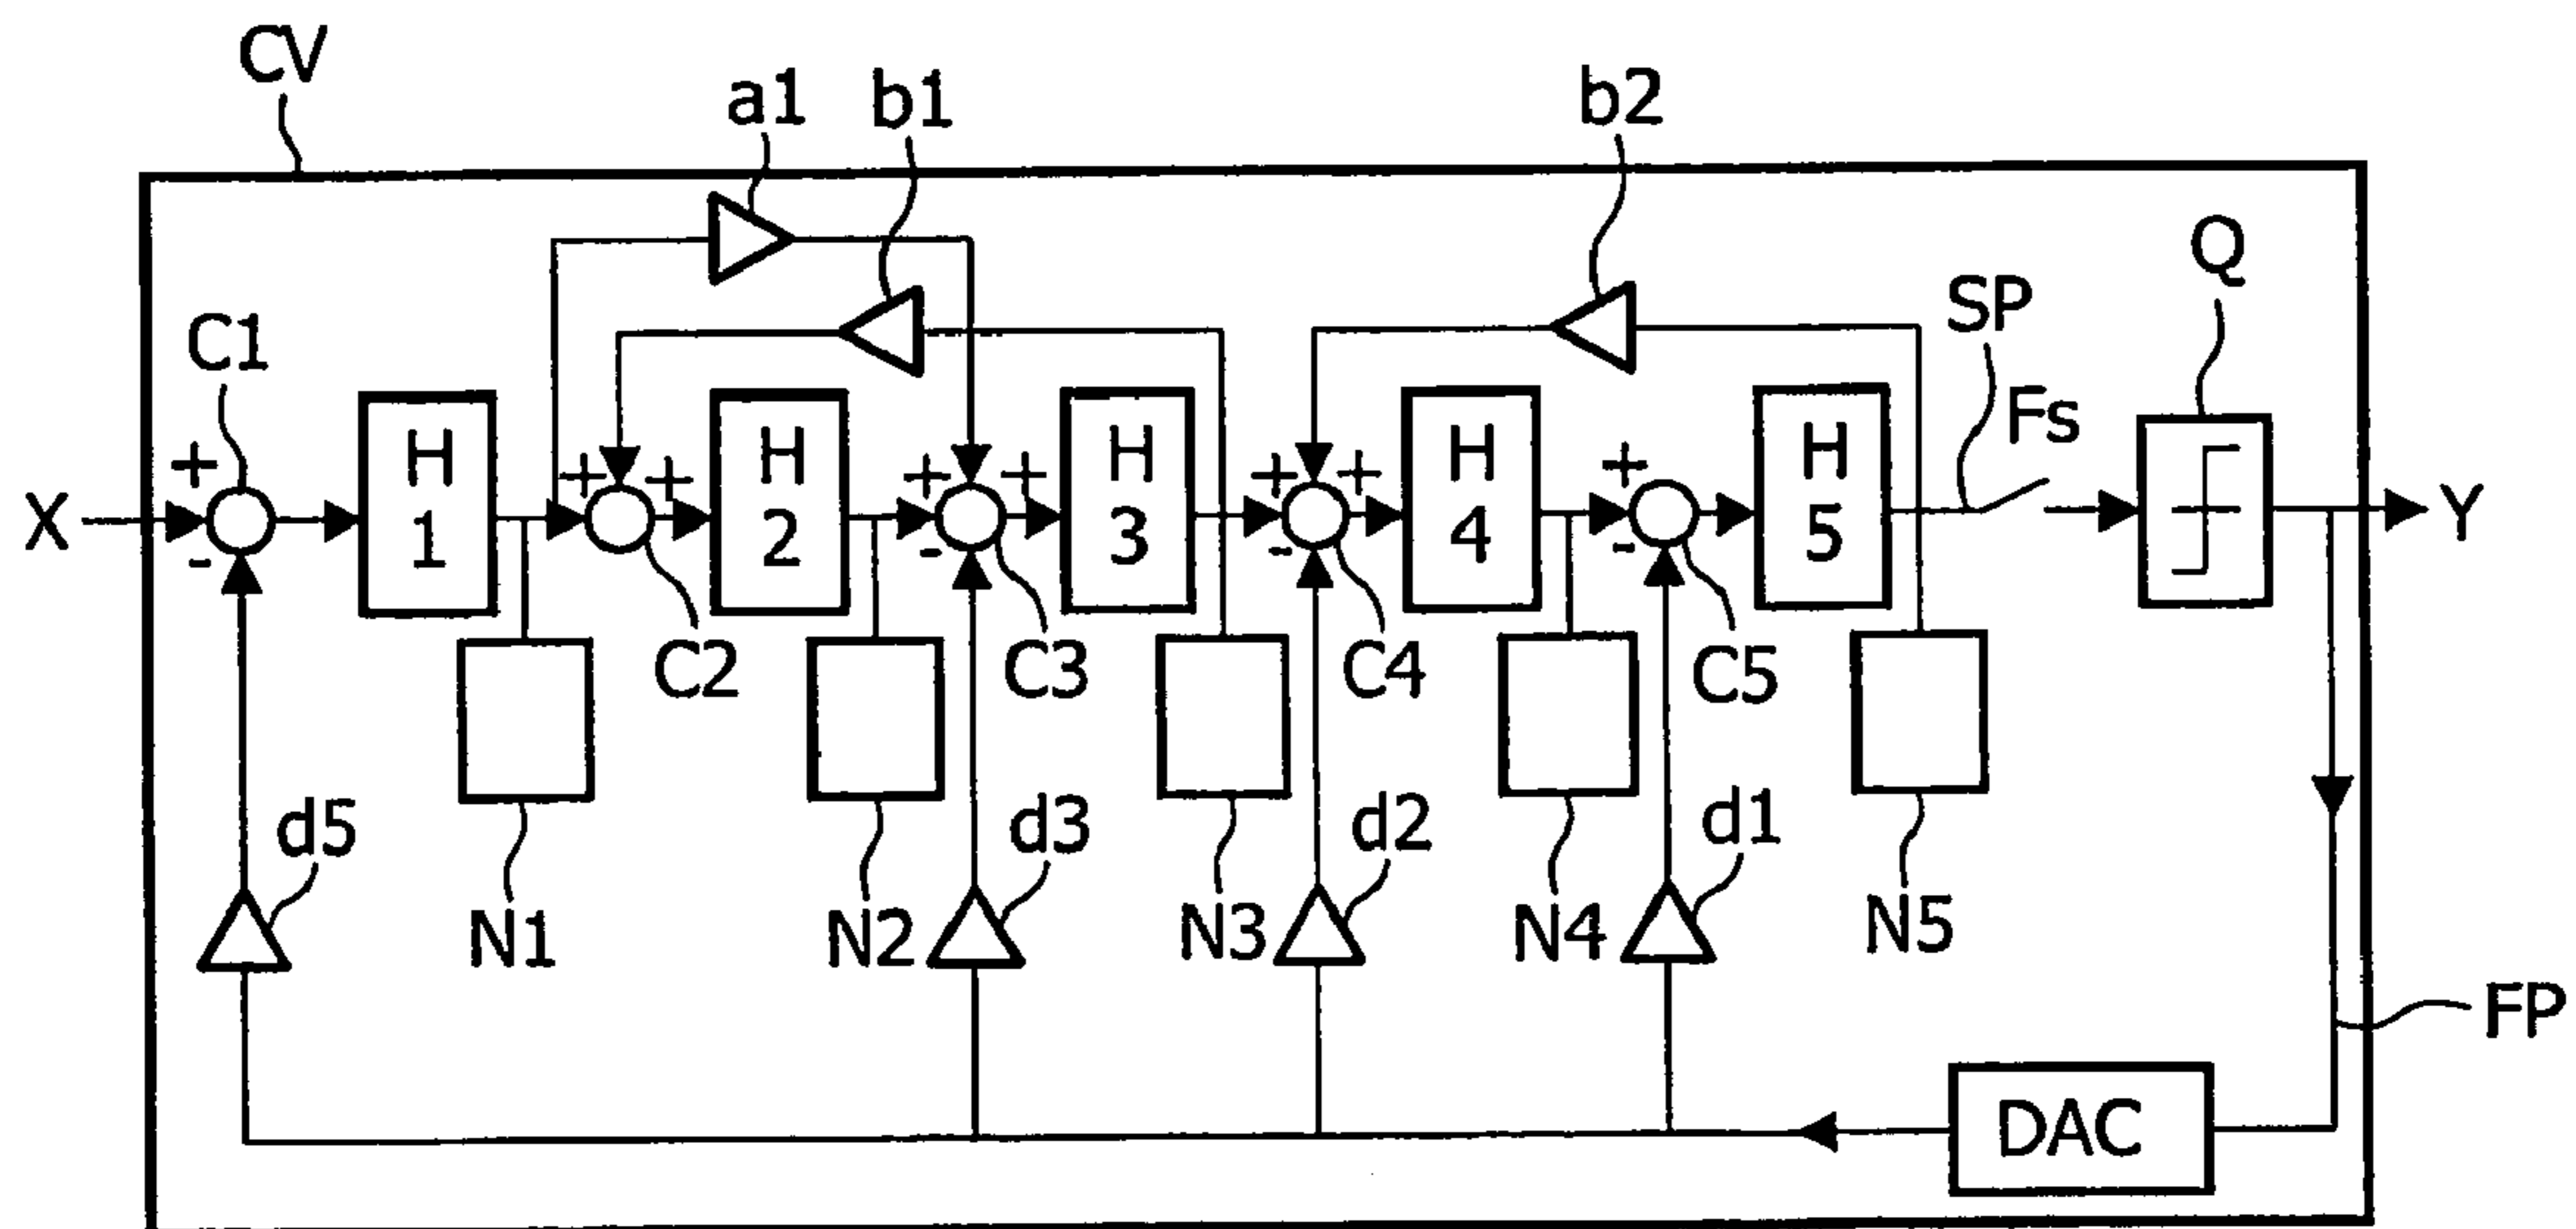 CV
a1
b1
b2
Q
SP
Fs
C1
+
+
+
+
+
+
+
+
X
H
1
H
2
H
3
H
4
H
5
Y
-
-
-
-
C2
C3
C4
C5
d5
d3
d2
d1
N1
N2
N3
N4
N5
FP
DAC